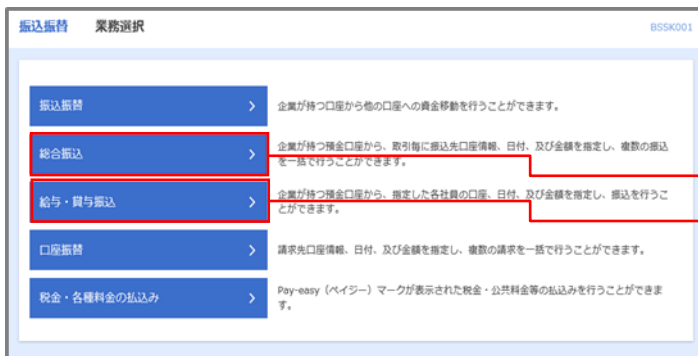 振込振替 業務選択 BSSK001
振込振替
企業が持つ口座から他の口座への資金移動を行うことができます。
総合振込
企業が持つ預金口座から、取引毎に振込先口座情報、日付、及び金額を指定し、複数の振込
を一括で行うことができます。
給与・賞与振込
企業が持つ預金口座から、指定した各社員の口座、日付、及び金額を指定し、振込を行うこ
とができます。
口座振替
請求先口座情報、日付、及び金額を指定し、複数の請求を一括で行うことができます。
税金・各種料金の払込み
Pay-easy（ペイジー）マークが表示された税金・公共料金等の払込みを行うことができま
す。